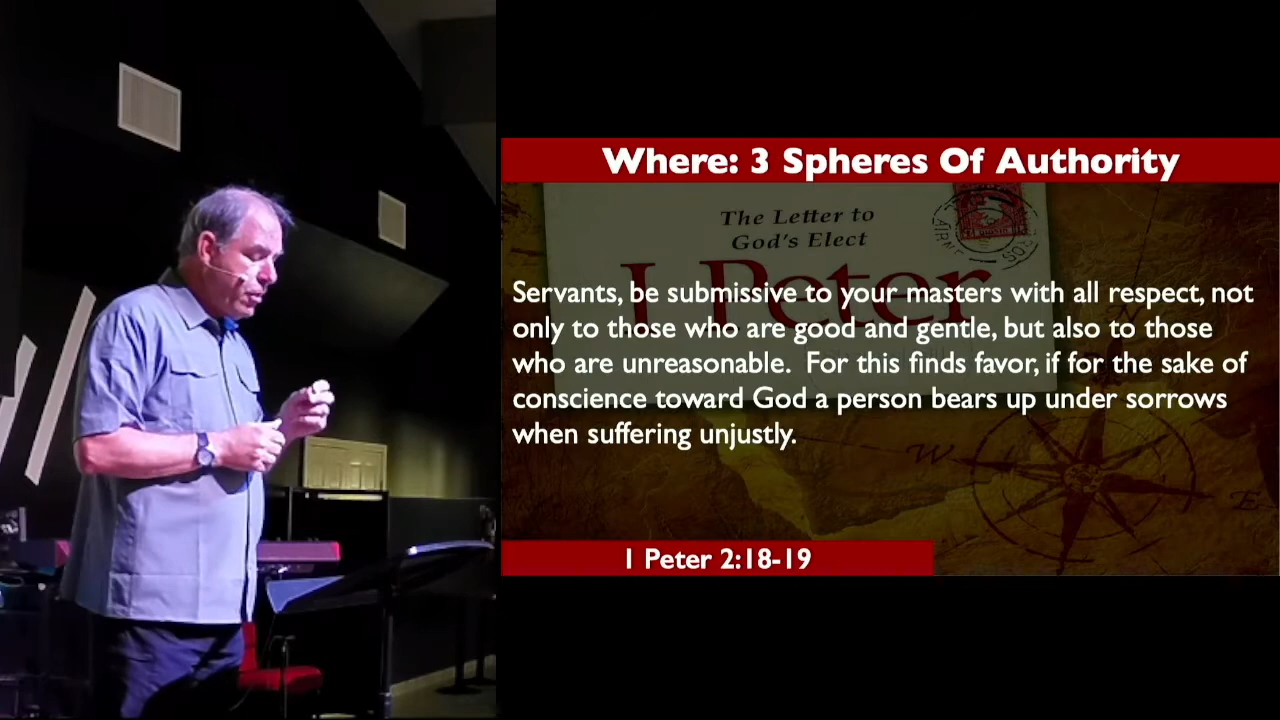 Where: 3 Spheres Of Authority
The Letter to
God's Elect
1 Peter
Servants, be submissive to your masters with all respect, not
only to those who are good and gentle, but also to those
who are unreasonable.  For this finds favor, if for the sake of
conscience toward God a person bears up under sorrows
when suffering unjustly.
W
E
1 Peter 2:18-19